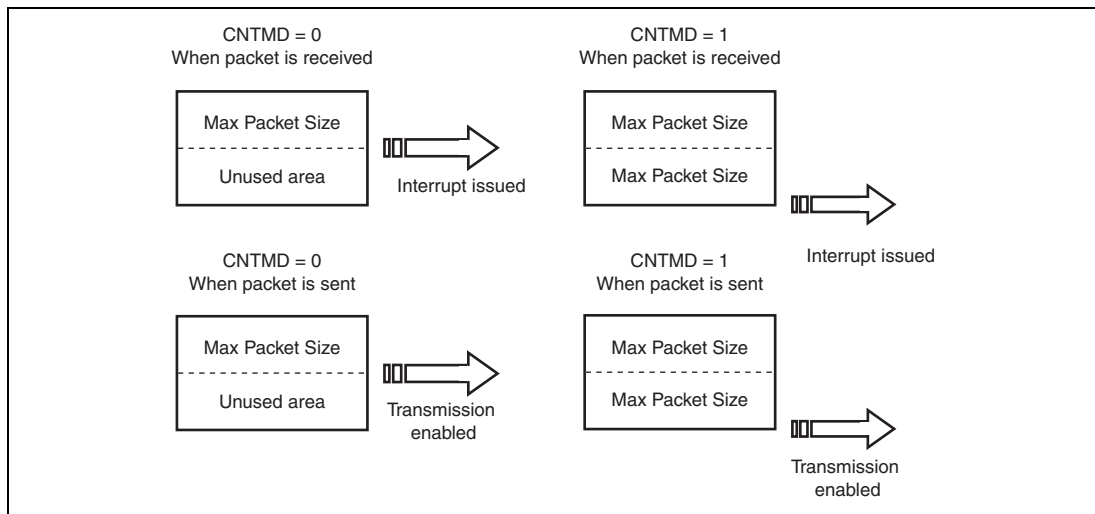 CNTMD = 0
When packet is received
Max Packet Size
Unused area
Interrupt issued
CNTMD = 1
When packet is received
Max Packet Size
Max Packet Size
Interrupt issued
CNTMD = 0
When packet is sent
Max Packet Size
Unused area
Transmission
enabled
CNTMD = 1
When packet is sent
Max Packet Size
Max Packet Size
Transmission
enabled